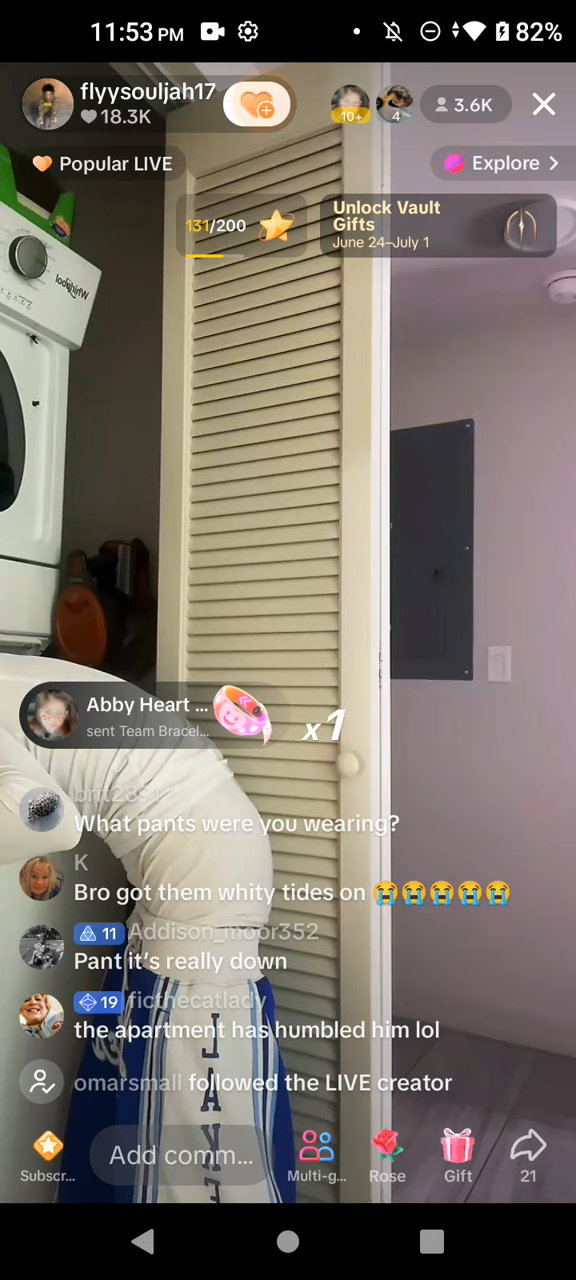 11:53 PM
82%
flyysouljah17
18.3K
10+
4
3.6K
Popular LIVE
Explore >
131/200
Unlock Vault
Gifts
June 24–July 1
Whirlpool
Abby Heart ...
sent Team Bracel...
x1
brit2891
What pants were you wearing?
K
Bro got them whity tides on 😭😭😭😭😭
11 Addison_moor352
Pant it's really down
19 ficthecatlady
the apartment has humbled him lol
omarsmall followed the LIVE creator
Subscr...
Add comm...
Multi-g...
Rose
Gift
21